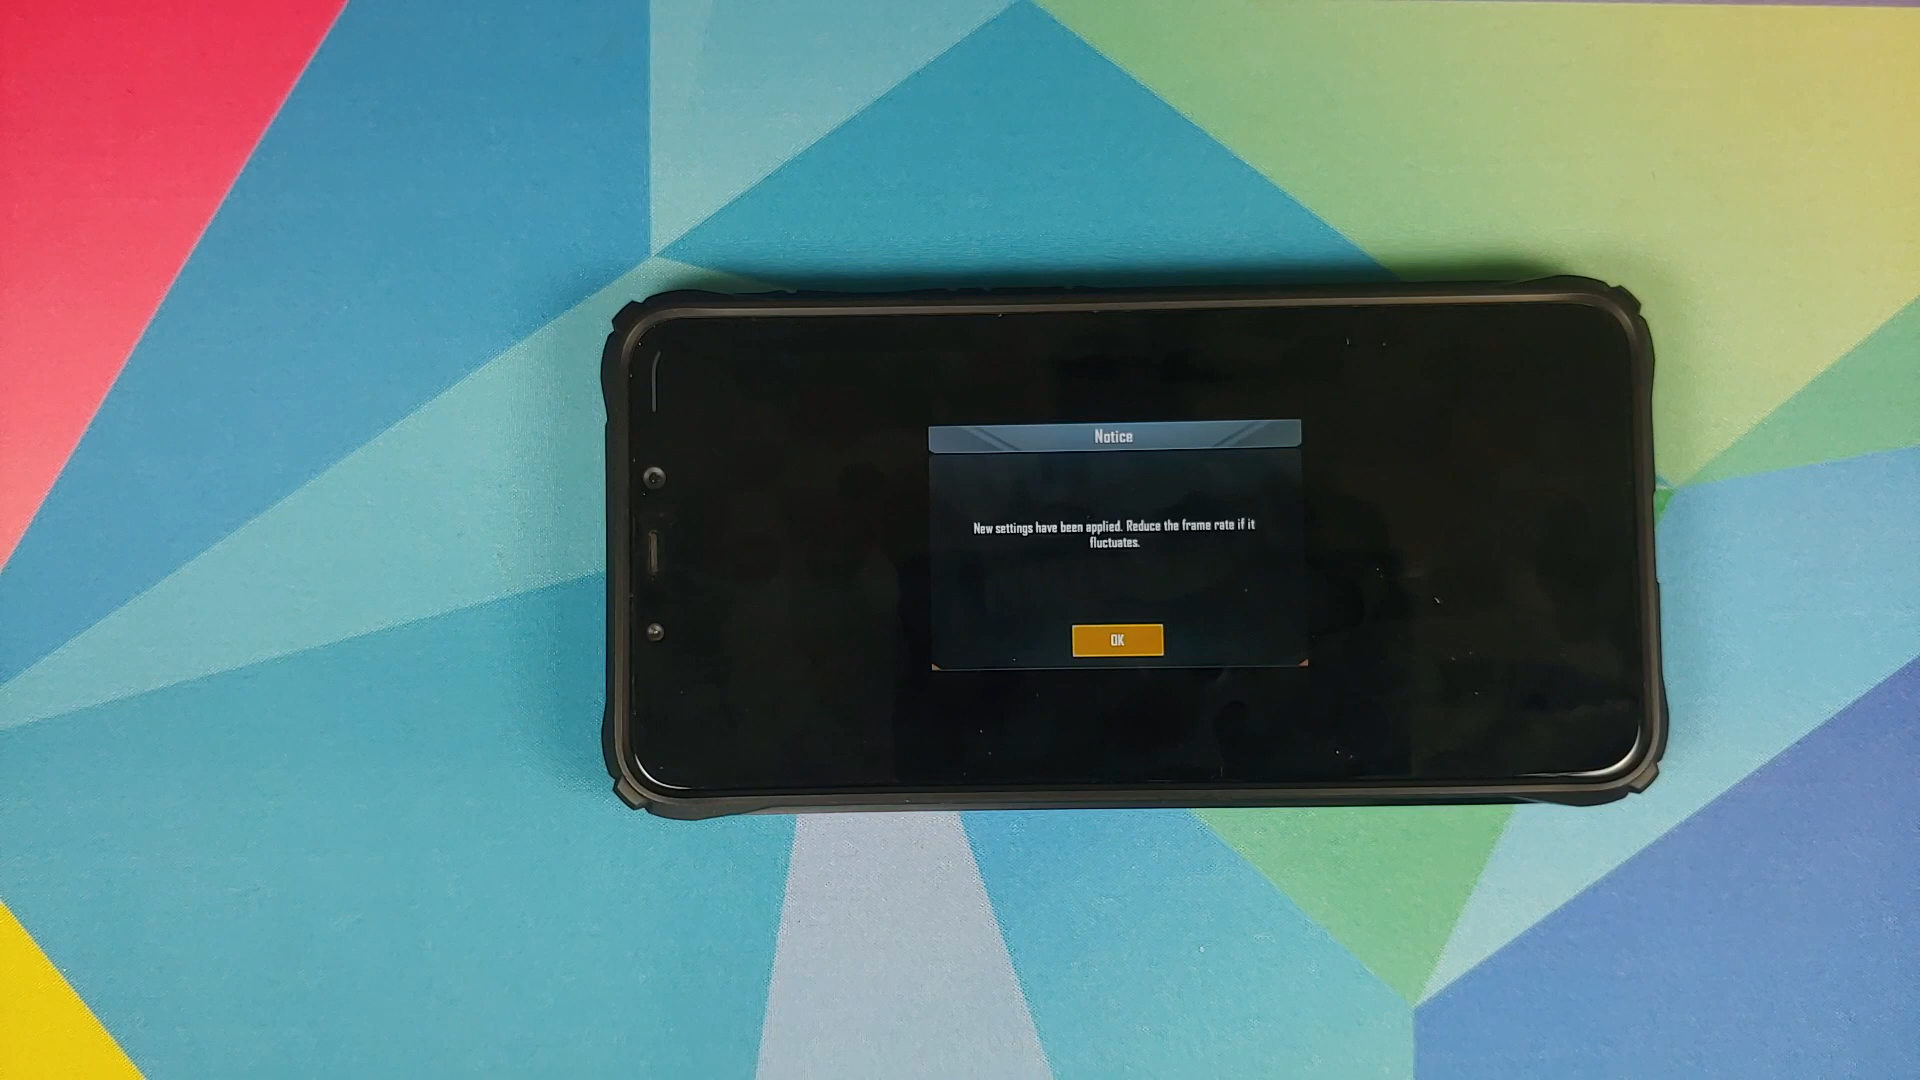 Notice
New settings have been applied. Reduce the frame rate if it
fluctuates.
OK